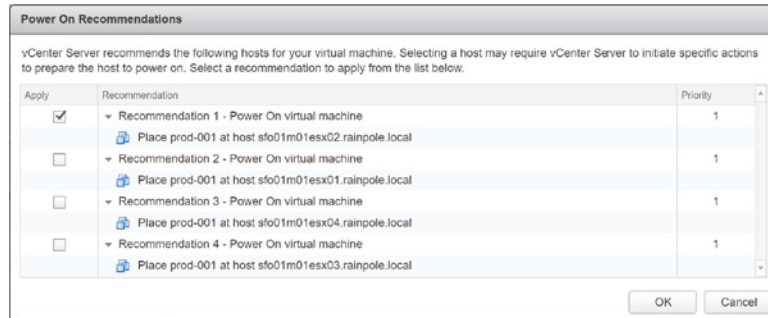 Power On Recommendations
vCenter Server recommends the following hosts for your virtual machine. Selecting a host may require vCenter Server to initiate specific actions
to prepare the host to power on. Select a recommendation to apply from the list below.
Apply Recommendation Priority
Recommendation 1 - Power On virtual machine 1
Place prod-001 at host sfo01m01esx02.rainpole.local
Recommendation 2 - Power On virtual machine 1
Place prod-001 at host sfo01m01esx01.rainpole.local
Recommendation 3 - Power On virtual machine 1
Place prod-001 at host sfo01m01esx04.rainpole.local
Recommendation 4 - Power On virtual machine 1
Place prod-001 at host sfo01m01esx03.rainpole.local
OK Cancel